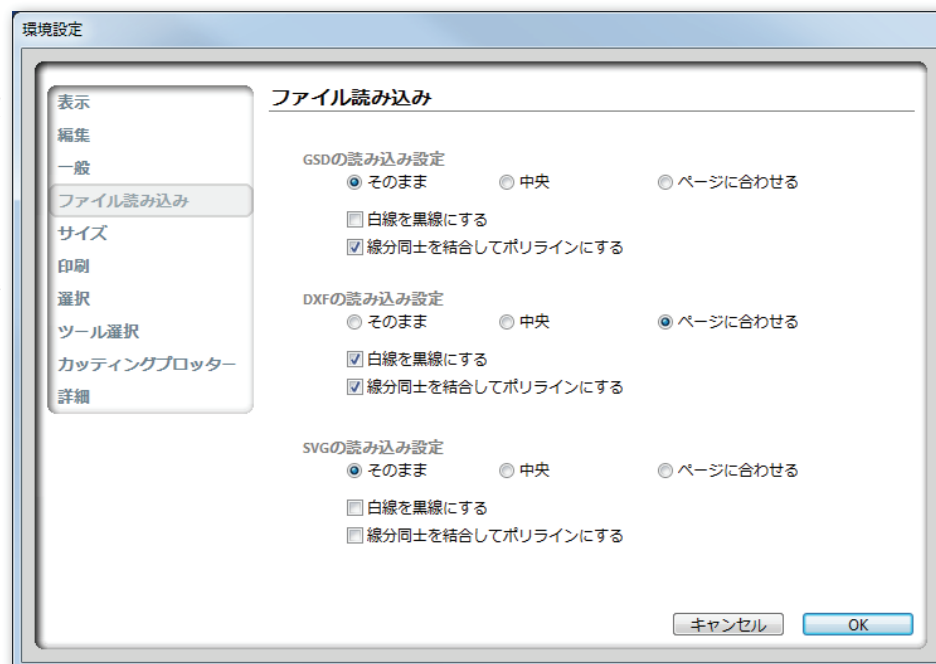 環境設定
表示
編集
一般
ファイル読み込み
サイズ
印刷
選択
ツール選択
カッティングプロッター
詳細
ファイル読み込み
GSDの読み込み設定
そのまま 中央 ページに合わせる
白線を黒線にする
線分同士を結合してポリラインにする
DXFの読み込み設定
そのまま 中央 ページに合わせる
白線を黒線にする
線分同士を結合してポリラインにする
SVGの読み込み設定
そのまま 中央 ページに合わせる
白線を黒線にする
線分同士を結合してポリラインにする
キャンセル OK